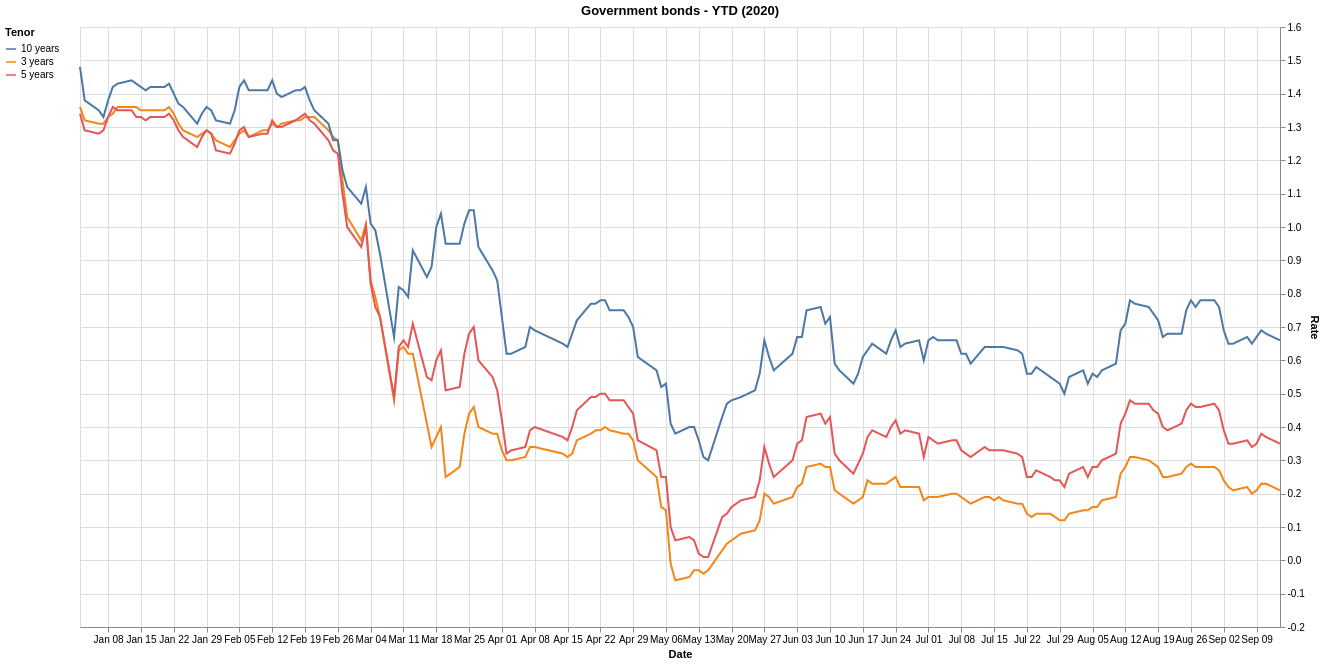 Government bonds - YTD (2020)
Tenor
10 years
3 years
5 years
1.6
1.5
1.4
1.3
1.2
1.1
1.0
0.9
0.8
0.7
0.6
0.5
0.4
0.3
0.2
0.1
0.0
-0.1
-0.2
Rate
Jan 08 Jan 15 Jan 22 Jan 29 Feb 05 Feb 12 Feb 19 Feb 26 Mar 04 Mar 11 Mar 18 Mar 25 Apr 01 Apr 08 Apr 15 Apr 22 Apr 29 May 06 May 13 May 20 May 27 Jun 03 Jun 10 Jun 17 Jun 24 Jul 01 Jul 08 Jul 15 Jul 22 Jul 29 Aug 05 Aug 12 Aug 19 Aug 26 Sep 02 Sep 09
Date